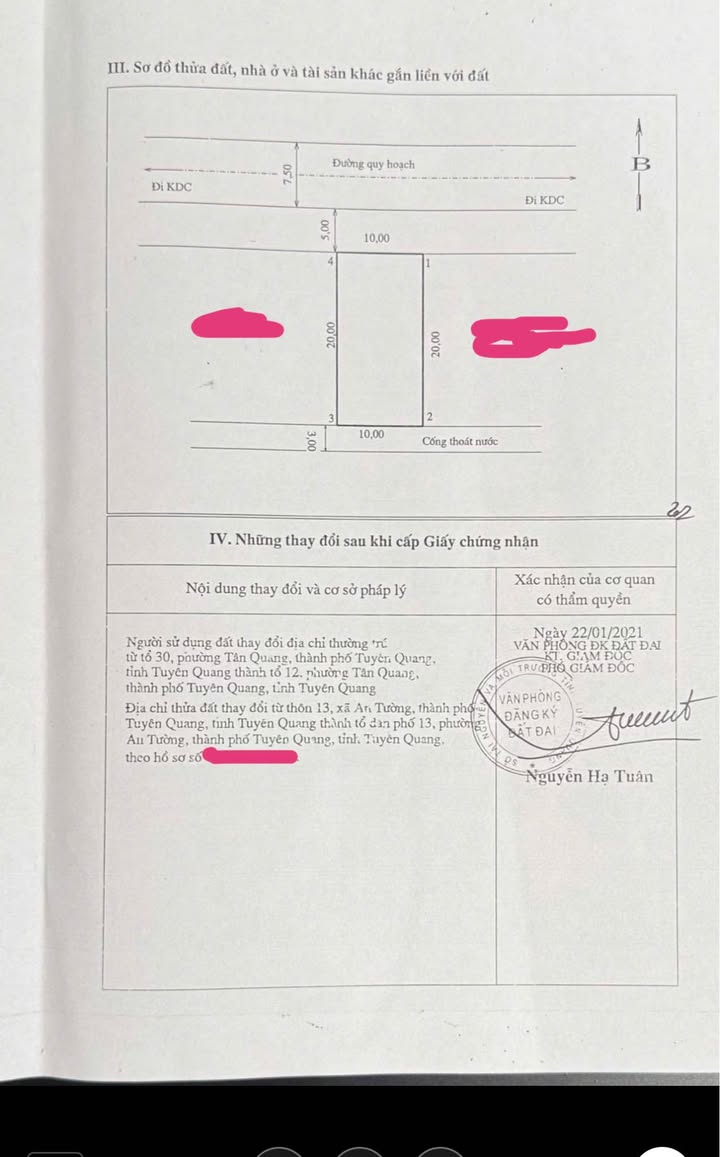 III. Sơ đồ thửa đất, nhà ở và tài sản khác gắn liền với đất
B
Đường quy hoạch
7,50
Đi KDC
Đi KDC
5,00
10,00
4
1
20,00
20,00
3
2
3,00
10,00
Cống thoát nước
IV. Những thay đổi sau khi cấp Giấy chứng nhận
Nội dung thay đổi và cơ sở pháp lý
Xác nhận của cơ quan
có thẩm quyền
Người sử dụng đất thay đổi địa chỉ thường trú
từ tổ 30, phường Tân Quang, thành phố Tuyên Quang,
tỉnh Tuyên Quang thành tổ 12, phường Tân Quang,
thành phố Tuyên Quang, tỉnh Tuyên Quang
Địa chỉ thửa đất thay đổi từ thôn 13, xã An Tường, thành phố
Tuyên Quang, tỉnh Tuyên Quang thành tổ dân phố 13, phường
An Tường, thành phố Tuyên Quang, tỉnh Tuyên Quang,
theo hồ sơ số
Ngày 22/01/2021
VĂN PHÒNG ĐK ĐẤT ĐAI
KT. GIÁM ĐỐC
PHÓ GIÁM ĐỐC
VĂN PHÒNG
ĐĂNG KÝ
ĐẤT ĐAI
Nguyễn Hạ Tuân